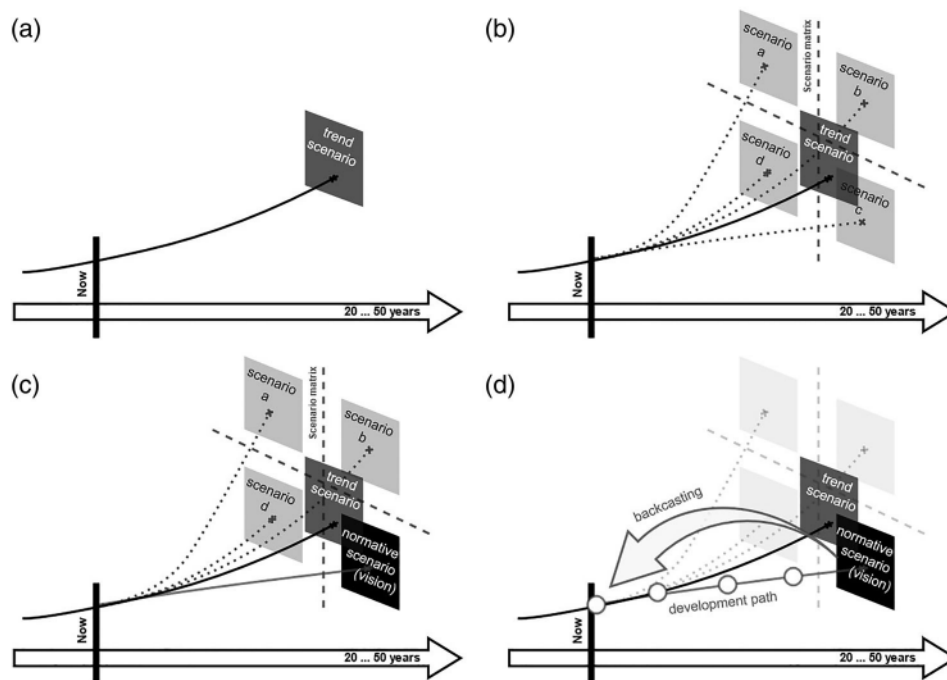 (a)
trend
scenario
Now
20 ... 50 years
(b)
scenario
a
Scenario matrix
scenario
b
trend
scenario
scenario
d
scenario
c
Now
20 ... 50 years
(c)
scenario
a
Scenario matrix
scenario
b
trend
scenario
scenario
d
normative
scenario
(vision)
Now
20 ... 50 years
(d)
backcasting
trend
scenario
normative
scenario
(vision)
development path
Now
20 ... 50 years